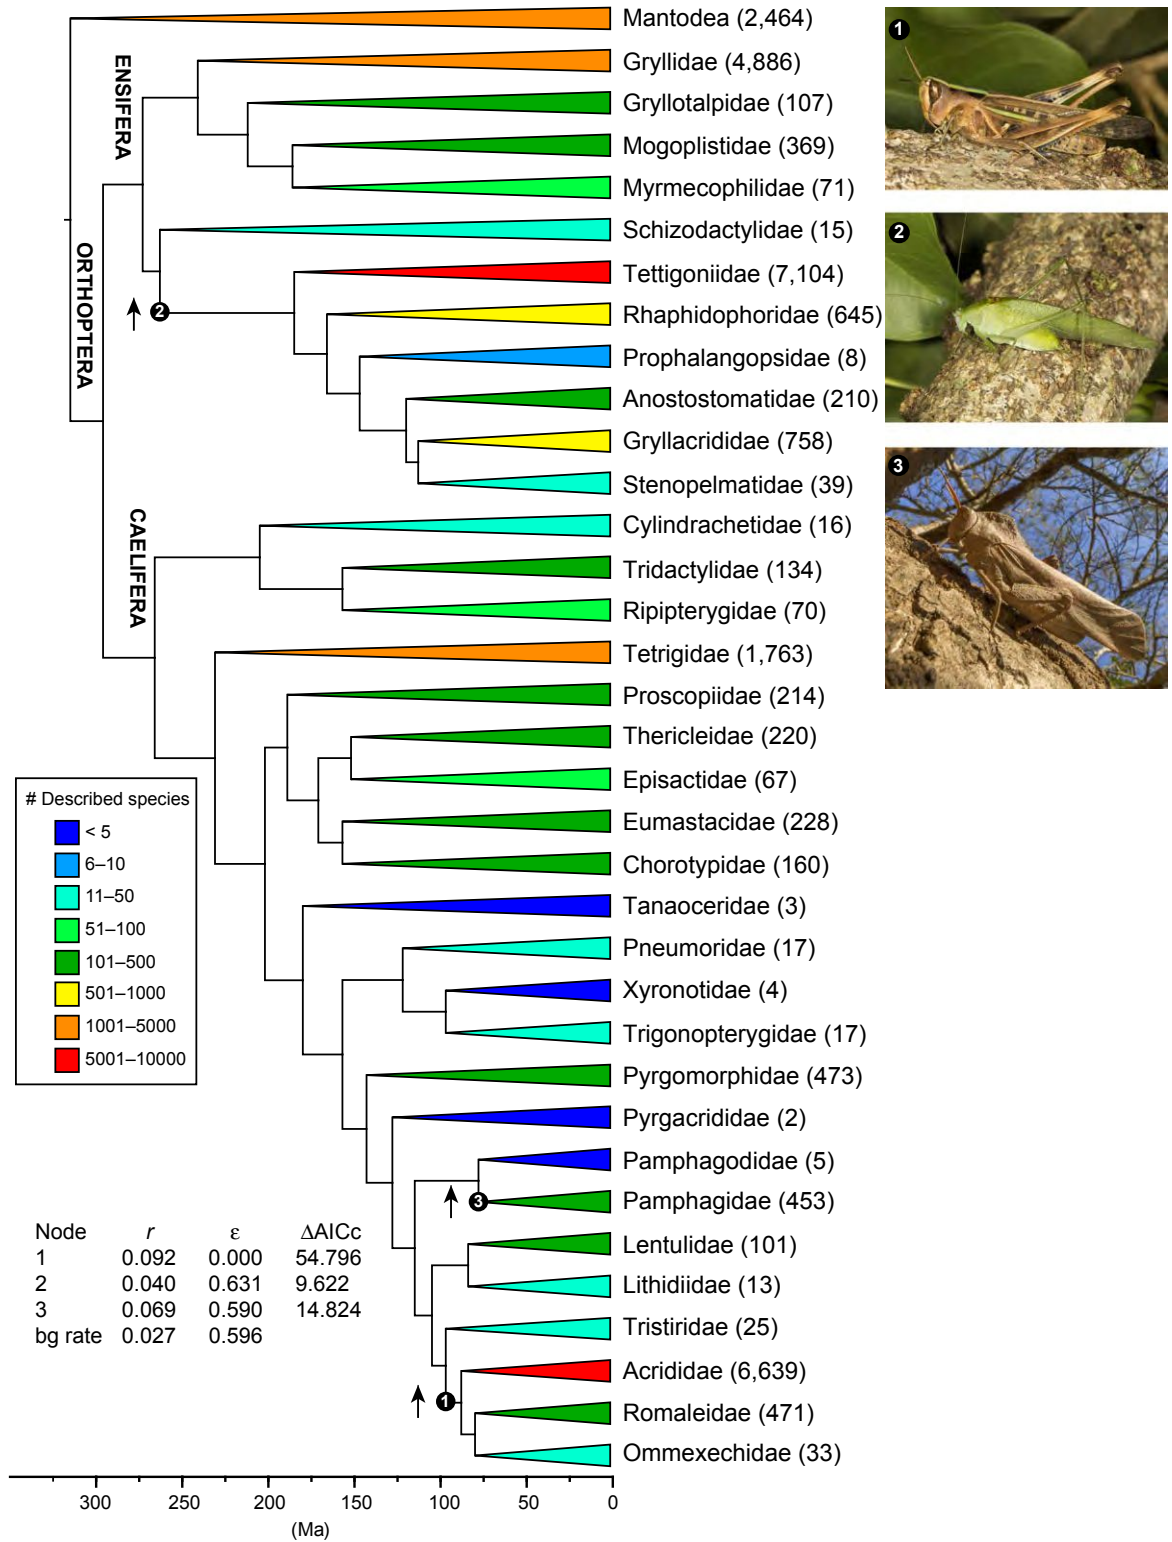 Mantodea (2,464)
Gryllidae (4,886)
Gryllotalpidae (107)
Mogoplistidae (369)
Myrmecophilidae (71)
Schizodactylidae (15)
Tettigoniidae (7,104)
Rhaphidophoridae (645)
Prophalangopsidae (8)
Anostostomatidae (210)
Gryllacrididae (758)
Stenopelmatidae (39)
Cylindrachetidae (16)
Tridactylidae (134)
Ripipterygidae (70)
Tetrigidae (1,763)
Proscopiidae (214)
Thericleidae (220)
Episactidae (67)
Eumastacidae (228)
Chorotypidae (160)
Tanaoceridae (3)
Pneumoridae (17)
Xyronotidae (4)
Trigonopterygidae (17)
Pyrgomorphidae (473)
Pyrgacrididae (2)
Pamphagodidae (5)
Pamphagidae (453)
Lentulidae (101)
Lithidiidae (13)
Tristiridae (25)
Acrididae (6,639)
Romaleidae (471)
Ommexechidae (33)
ENSIFERA
ORTHOPTERA
CAELIFERA
2
3
1
# Described species
< 5
6–10
11–50
51–100
101–500
501–1000
1001–5000
5001–10000
Node r ε ΔAICc
1 0.092 0.000 54.796
2 0.040 0.631 9.622
3 0.069 0.590 14.824
bg rate 0.027 0.596
300 250 200 150 100 50 0
(Ma)
1
2
3